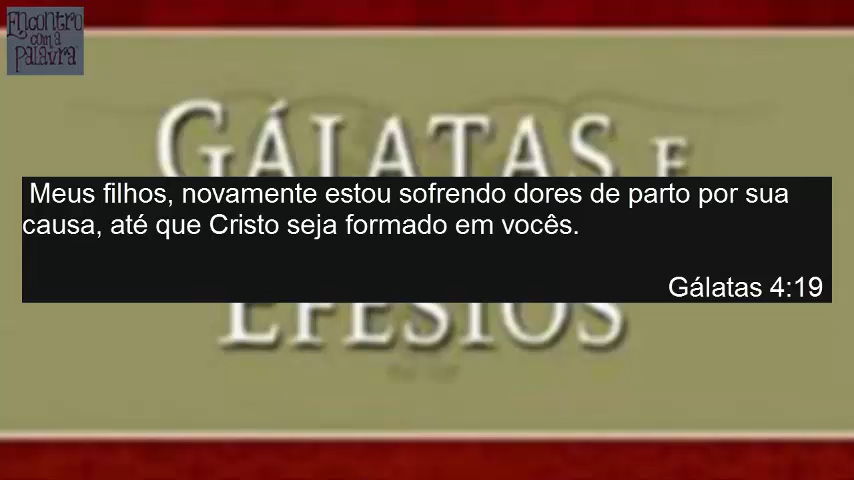 Encontro
com a
Palavra
GÁLATAS E
Meus filhos, novamente estou sofrendo dores de parto por sua
causa, até que Cristo seja formado em vocês.
Gálatas 4:19
EFÉSIOS